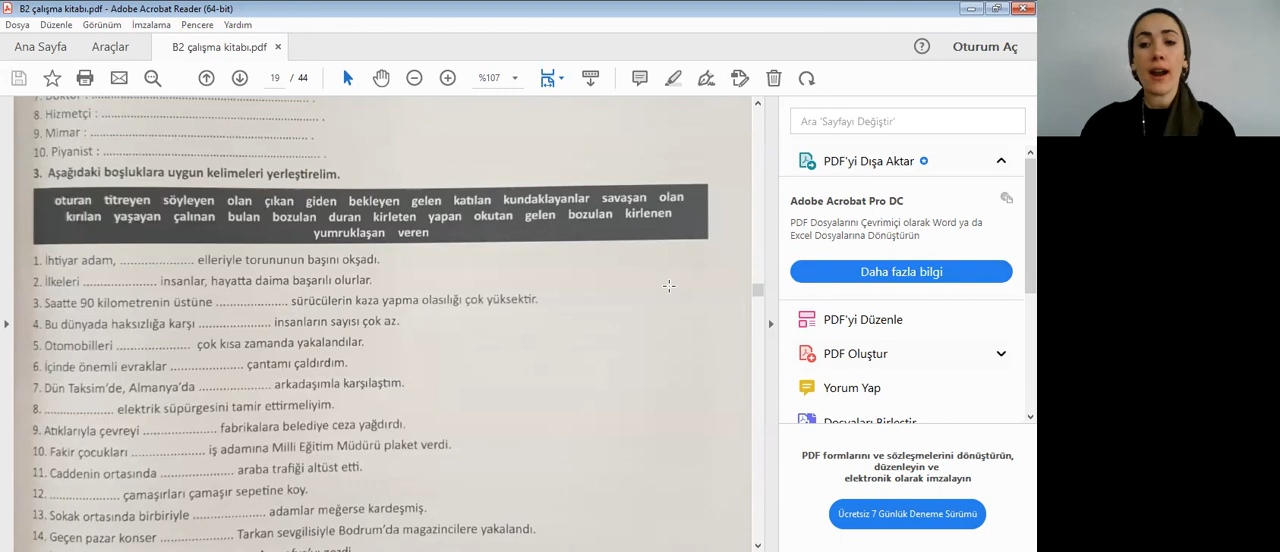 B2 çalışma kitabı.pdf - Adobe Acrobat Reader (64-bit)
Dosya Düzenle Görünüm İmzalama Pencere Yardım
Ana Sayfa Araçlar B2 çalışma kitabı.pdf × Oturum Aç
19 / 44 %107
8. Hizmetçi : ............................................................ .
9. Mimar : ............................................................ .
10. Piyanist : ............................................................ .
3. Aşağıdaki boşluklara uygun kelimeleri yerleştirelim.
oturan titreyen söyleyen olan çıkan giden bekleyen gelen katılan kundaklayanlar savaşan olan
kırılan yaşayan çalınan bulan bozulan duran kirleten yapan okutan gelen bozulan kirlenen
yumruklaşan veren
1. İhtiyar adam, .................... elleriyle torununun başını okşadı.
2. İlkeleri .................... insanlar, hayatta daima başarılı olurlar.
3. Saatte 90 kilometrenin üstüne .................... sürücülerin kaza yapma olasılığı çok yüksektir.
4. Bu dünyada haksızlığa karşı .................... insanların sayısı çok az.
5. Otomobilleri .................... çok kısa zamanda yakalandılar.
6. İçinde önemli evraklar .................... çantamı çaldırdım.
7. Dün Taksim'de, Almanya'da .................... arkadaşımla karşılaştım.
8. .................... elektrik süpürgesini tamir ettirmeliyim.
9. Atıklarıyla çevreyi .................... fabrikalara belediye ceza yağdırdı.
10. Fakir çocukları .................... iş adamına Milli Eğitim Müdürü plaket verdi.
11. Caddenin ortasında .................... araba trafiği altüst etti.
12. .................... çamaşırları çamaşır sepetine koy.
13. Sokak ortasında birbiriyle .................... adamlar meğerse kardeşmiş.
14. Geçen pazar konser .................... Tarkan sevgilisiyle Bodrum'da magazincilere yakalandı.
Ara 'Sayfayı Değiştir'
PDF'yi Dışa Aktar
Adobe Acrobat Pro DC
PDF Dosyalarını Çevrimiçi olarak Word ya da
Excel Dosyalarına Dönüştürün
Daha fazla bilgi
PDF'yi Düzenle
PDF Oluştur
Yorum Yap
Dosyaları Birleştir
PDF formlarını ve sözleşmelerini dönüştürün,
düzenleyin ve
elektronik olarak imzalayın
Ücretsiz 7 Günlük Deneme Sürümü